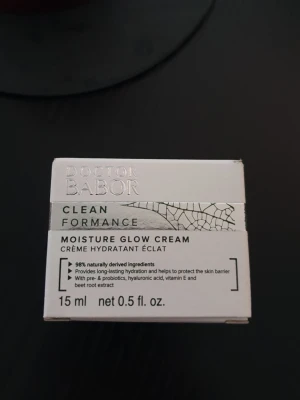 DOCTOR
BABOR
CLEAN
FORMANCE
MOISTURE GLOW CREAM
CRÈME HYDRATANT ÉCLAT
98% naturally derived ingredients
Provides long-lasting hydration and helps to protect the skin barrier
With pre- & probiotics, hyaluronic acid, vitamin E and
beet root extract
15 ml net 0.5 fl. oz.